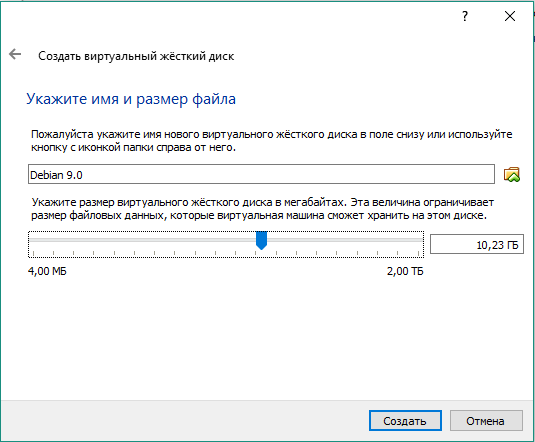 ?
Создать виртуальный жёсткий диск
Укажите имя и размер файла
Пожалуйста укажите имя нового виртуального жёсткого диска в поле снизу или используйте
кнопку с иконкой папки справа от него.
Debian 9.0
Укажите размер виртуального жёсткого диска в мегабайтах. Эта величина ограничивает
размер файловых данных, которые виртуальная машина сможет хранить на этом диске.
10,23 ГБ
4,00 МБ 2,00 ТБ
Создать Отмена